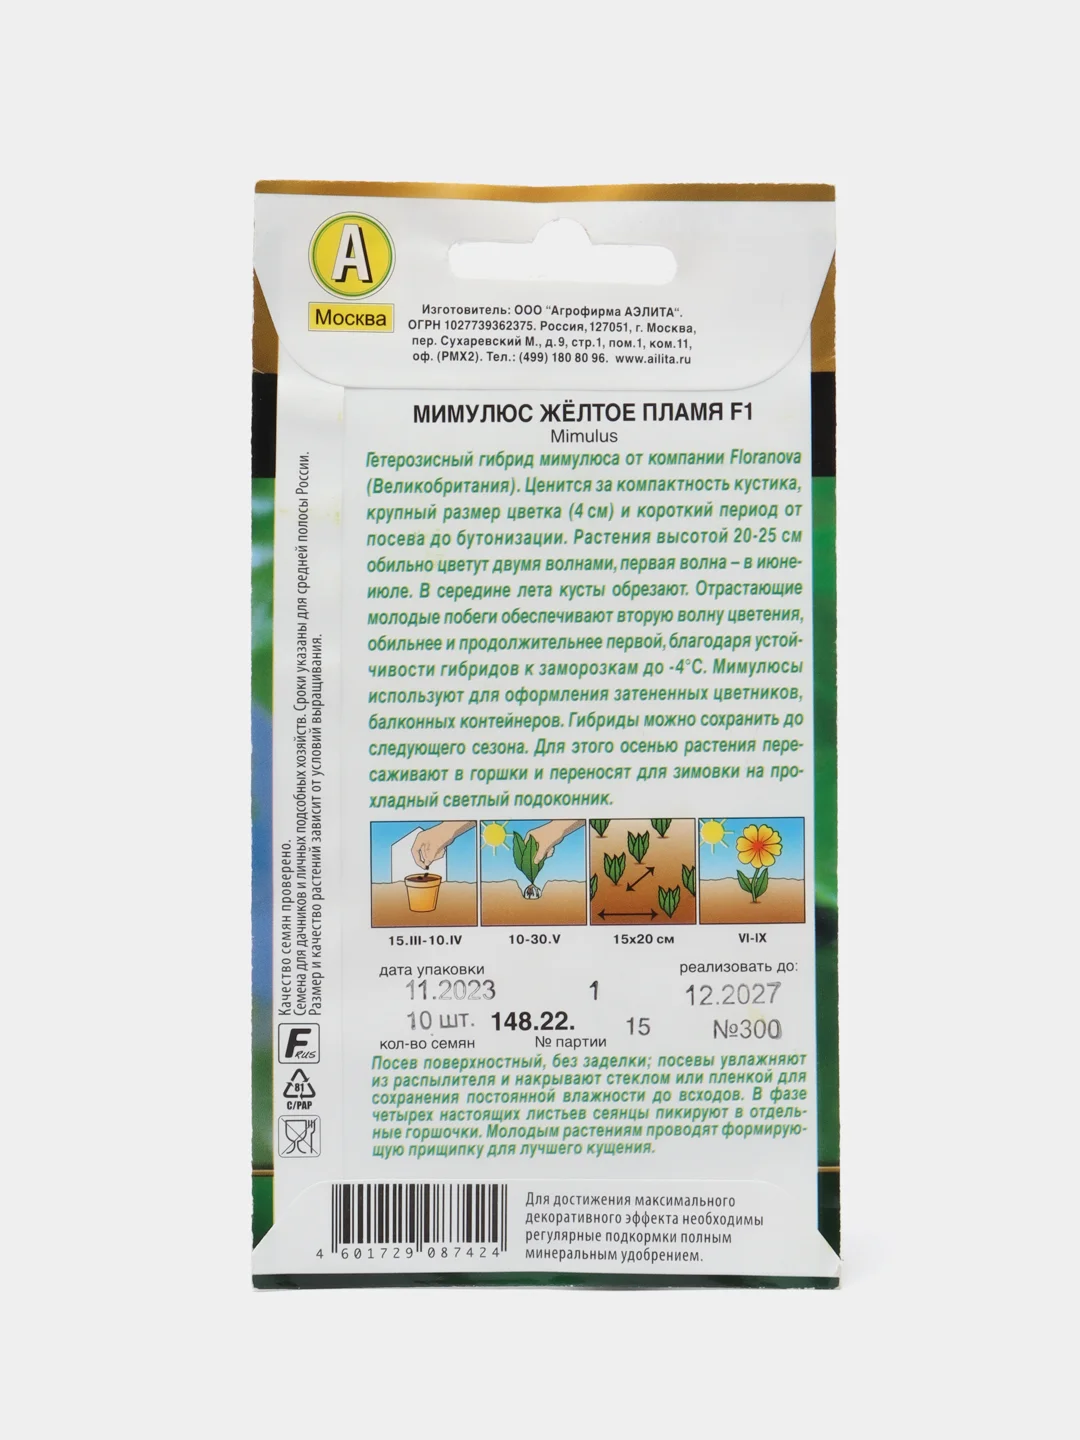 А
Москва
Изготовитель: ООО "Агрофирма АЭЛИТА".
ОГРН 1027739362375. Россия,127051, г. Москва,
пер. Сухаревский М., д.9, стр.1, пом.1, ком.11,
оф. (РМХ2). Тел.: (499) 180 80 96. www.ailita.ru
МИМУЛЮС ЖЁЛТОЕ ПЛАМЯ F1
Mimulus
Гетерозисный гибрид мимулюса от компании Floranova
(Великобритания). Ценится за компактность кустика,
крупный размер цветка (4 см) и короткий период от
посева до бутонизации. Растения высотой 20-25 см
обильно цветут двумя волнами, первая волна – в июне-
июле. В середине лета кусты обрезают. Отрастающие
молодые побеги обеспечивают вторую волну цветения,
обильнее и продолжительнее первой, благодаря устой-
чивости гибридов к заморозкам до -4°С. Мимулюсы
используют для оформления затененных цветников,
балконных контейнеров. Гибриды можно сохранить до
следующего сезона. Для этого осенью растения пере-
саживают в горшки и переносят для зимовки на про-
хладный светлый подоконник.
15.III-10.IV
10-30.V
15х20 см
VI-IX
дата упаковки
реализовать до:
11.2023
1
12.2027
10 шт.
148.22.
15
№300
кол-во семян
№ партии
Посев поверхностный, без заделки; посевы увлажняют
из распылителя и накрывают стеклом или пленкой для
сохранения постоянной влажности до всходов. В фазе
четырех настоящих листьев сеянцы пикируют в отдель-
ные горшочки. Молодым растениям проводят формирую-
щую прищипку для лучшего кущения.
Качество семян проверено.
Семена для дачников и личных подсобных хозяйств. Сроки указаны для средней полосы России.
Размер и качество растений зависит от условий выращивания.
F RUS
81
C/PAP
4 601729 087424
Для достижения максимального
декоративного эффекта необходимы
регулярные подкормки полным
минеральным удобрением.